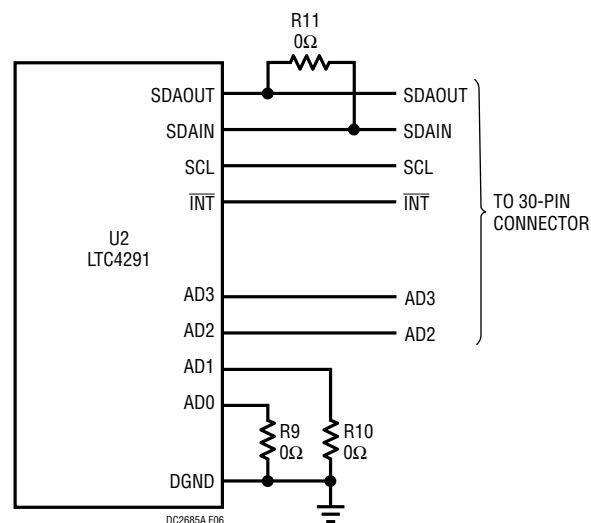 R11
0Ω
SDAOUT
SDAOUT
SDAIN
SDAIN
SCL
SCL
INT
INT
TO 30-PIN
CONNECTOR
U2
LTC4291
AD3
AD3
AD2
AD2
AD1
AD0
R9
0Ω
R10
0Ω
DGND
DC2685A F06